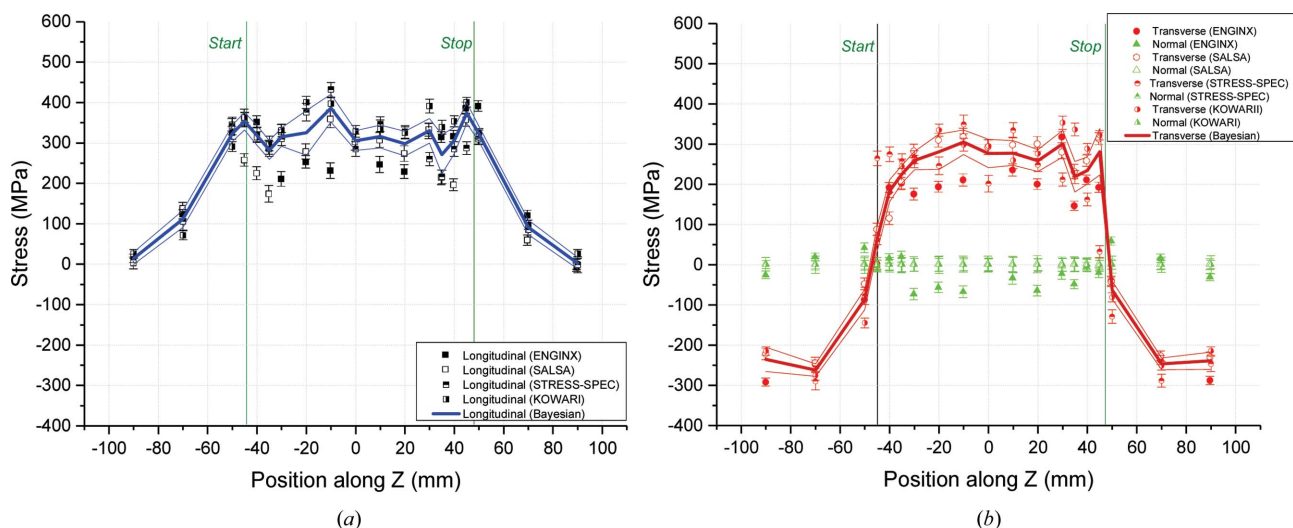 600
500
400
300
200
100
0
-100
-200
-300
-400
Stress (MPa)
Start
Stop
Longitudinal (ENGINX)
Longitudinal (SALSA)
Longitudinal (STRESS-SPEC)
Longitudinal (KOWARI)
Longitudinal (Bayesian)
-100 -80 -60 -40 -20 0 20 40 60 80 100
Position along Z (mm)
(a)
600
500
400
300
200
100
0
-100
-200
-300
-400
Stress (MPa)
Start
Stop
Transverse (ENGINX)
Normal (ENGINX)
Transverse (SALSA)
Normal (SALSA)
Transverse (STRESS-SPEC)
Normal (STRESS-SPEC)
Transverse (KOWARII)
Normal (KOWARI)
Transverse (Bayesian)
-100 -80 -60 -40 -20 0 20 40 60 80 100
Position along Z (mm)
(b)